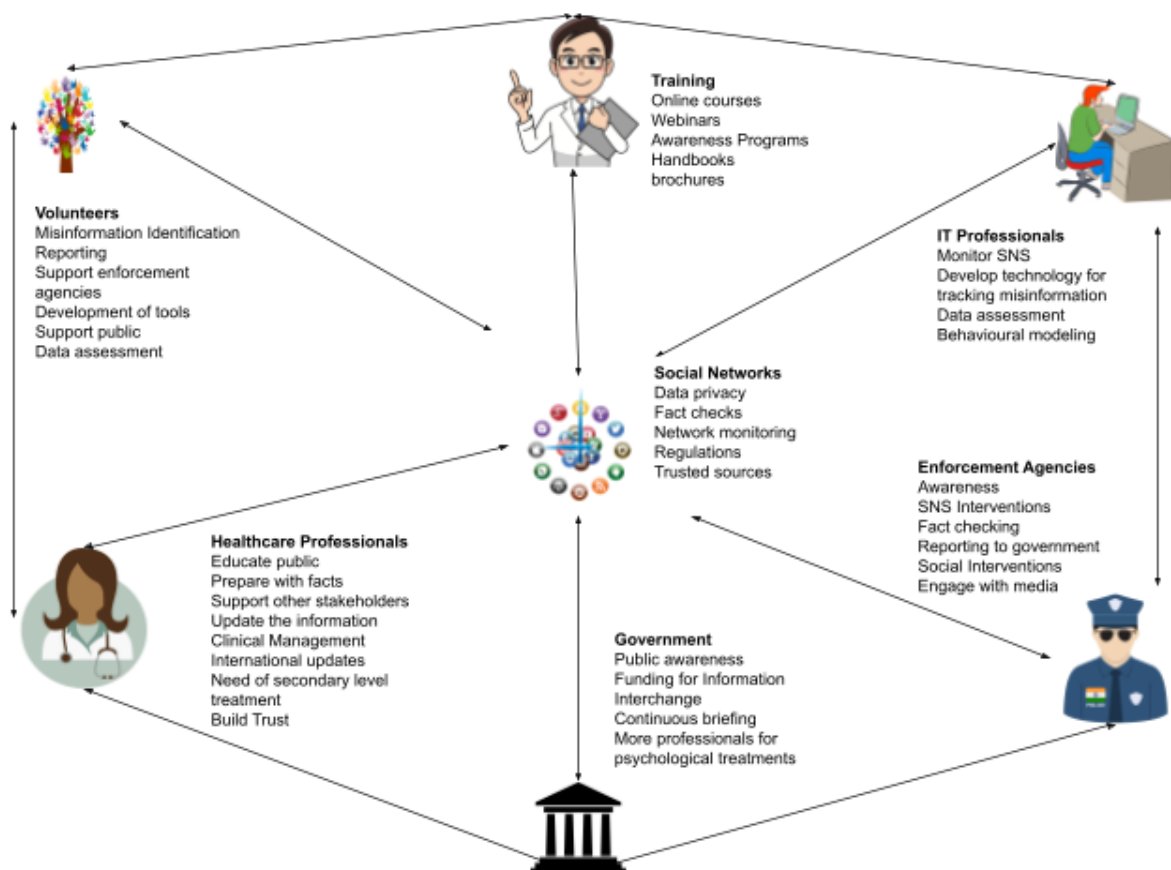 Training
Online courses
Webinars
Awareness Programs
Handbooks
brochures
Volunteers
Misinformation Identification
Reporting
Support enforcement
agencies
Development of tools
Support public
Data assessment
IT Professionals
Monitor SNS
Develop technology for
tracking misinformation
Data assessment
Behavioural modeling
Social Networks
Data privacy
Fact checks
Network monitoring
Regulations
Trusted sources
Enforcement Agencies
Awareness
SNS Interventions
Fact checking
Reporting to government
Social Interventions
Engage with media
Healthcare Professionals
Educate public
Prepare with facts
Support other stakeholders
Update the information
Clinical Management
International updates
Need of secondary level
treatment
Build Trust
Government
Public awareness
Funding for Information
Interchange
Continuous briefing
More professionals for
psychological treatments